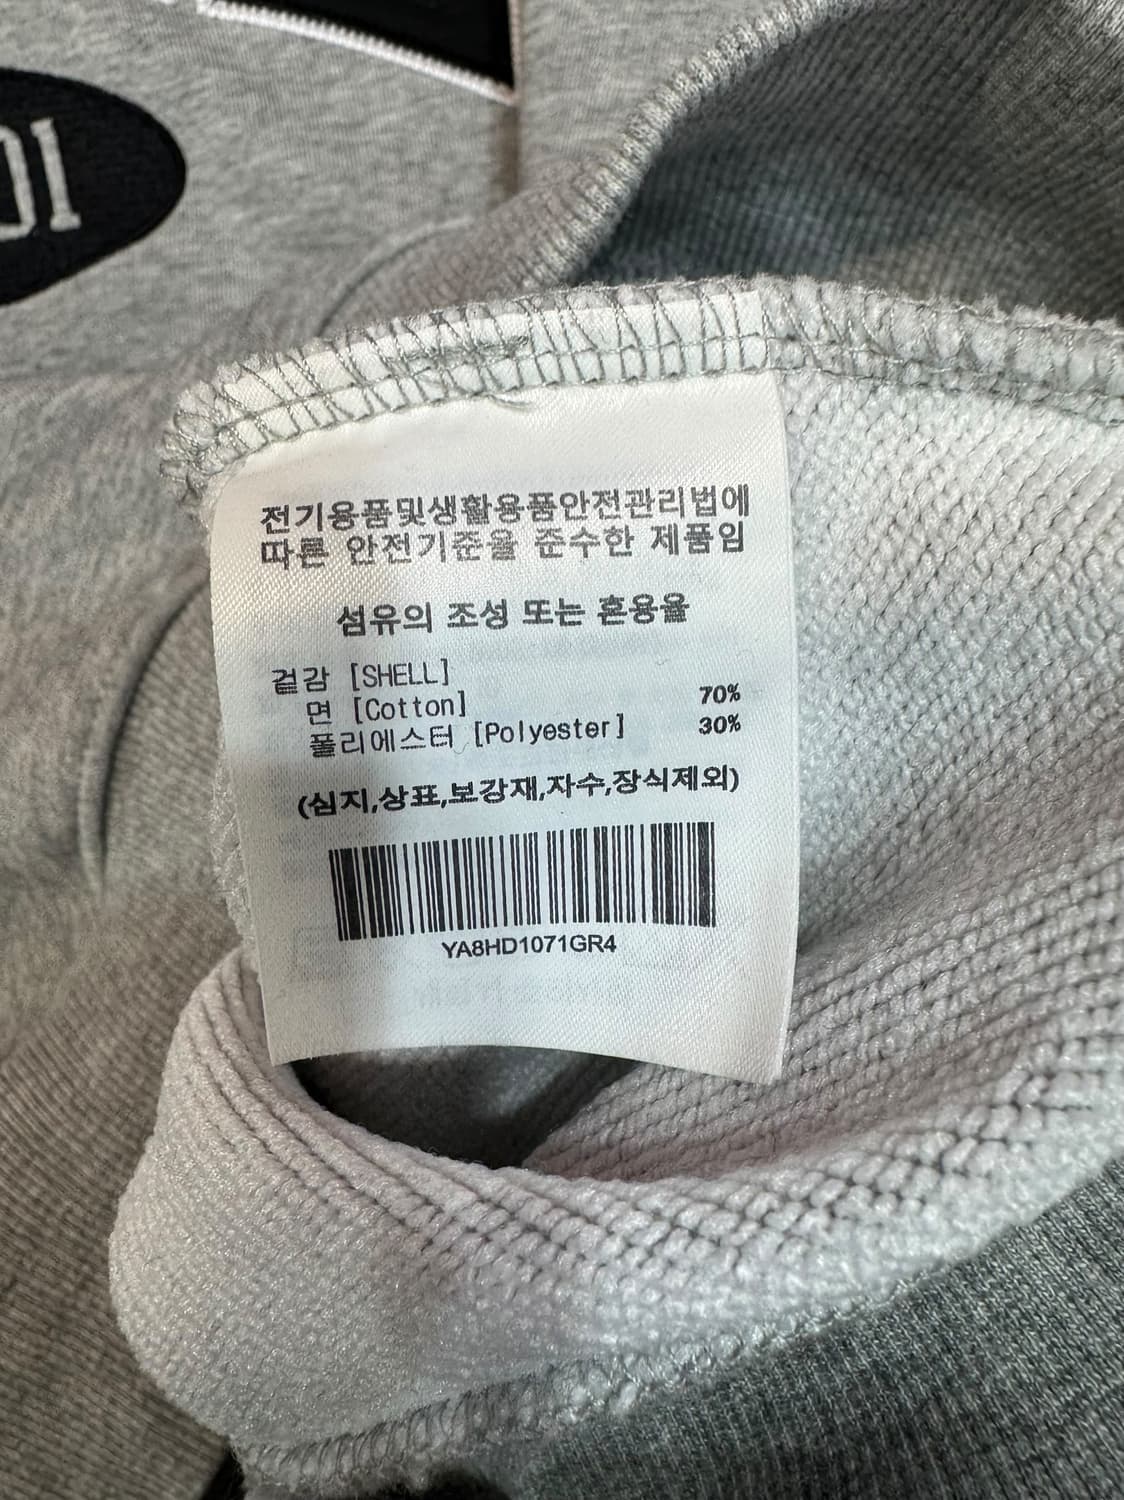 DI
전기용품및생활용품안전관리법에
따른 안전기준을 준수한 제품임
섬유의 조성 또는 혼용율
겉감 [SHELL]
면 [Cotton] 70%
폴리에스터 [Polyester] 30%
(심지,상표,보강재,자수,장식제외)
YA8HD1071GR4